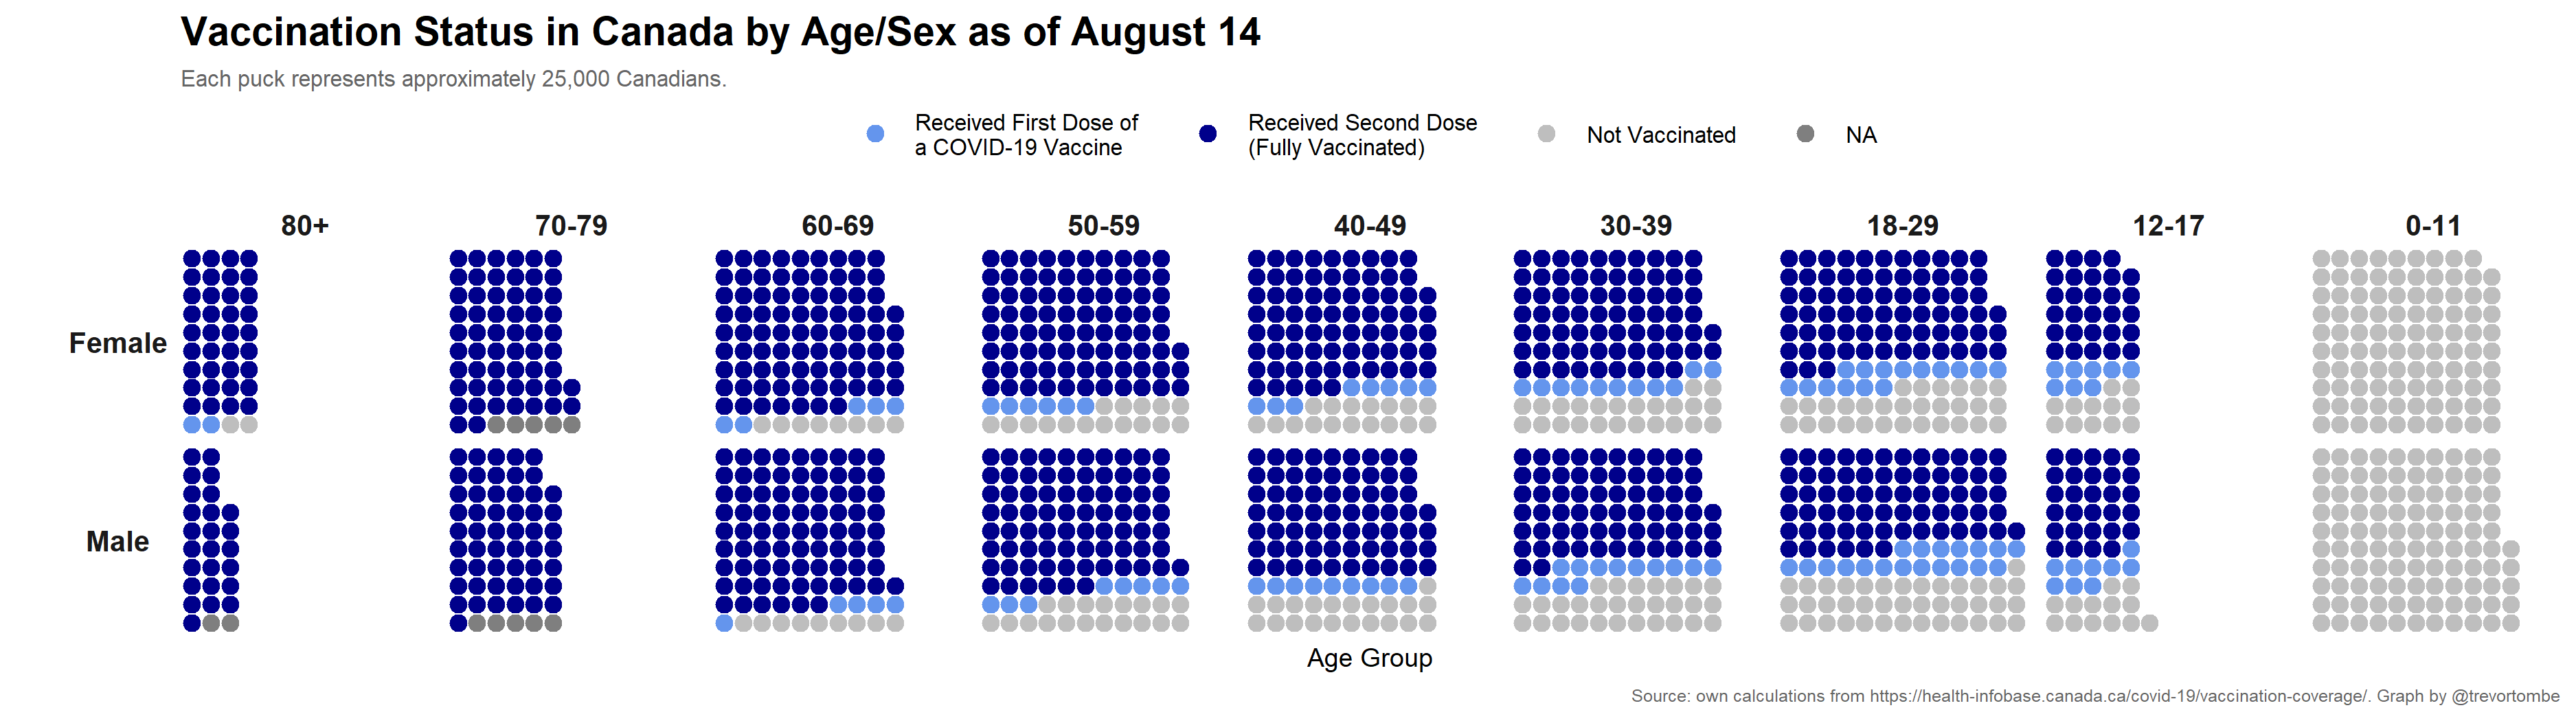 Vaccination Status in Canada by Age/Sex as of August 14
Each puck represents approximately 25,000 Canadians.
Received First Dose of
a COVID-19 Vaccine
Received Second Dose
(Fully Vaccinated)
Not Vaccinated
NA
80+ 70-79 60-69 50-59 40-49 30-39 18-29 12-17 0-11
Female
Male
Age Group
Source: own calculations from https://health-infobase.canada.ca/covid-19/vaccination-coverage/. Graph by @trevortombe